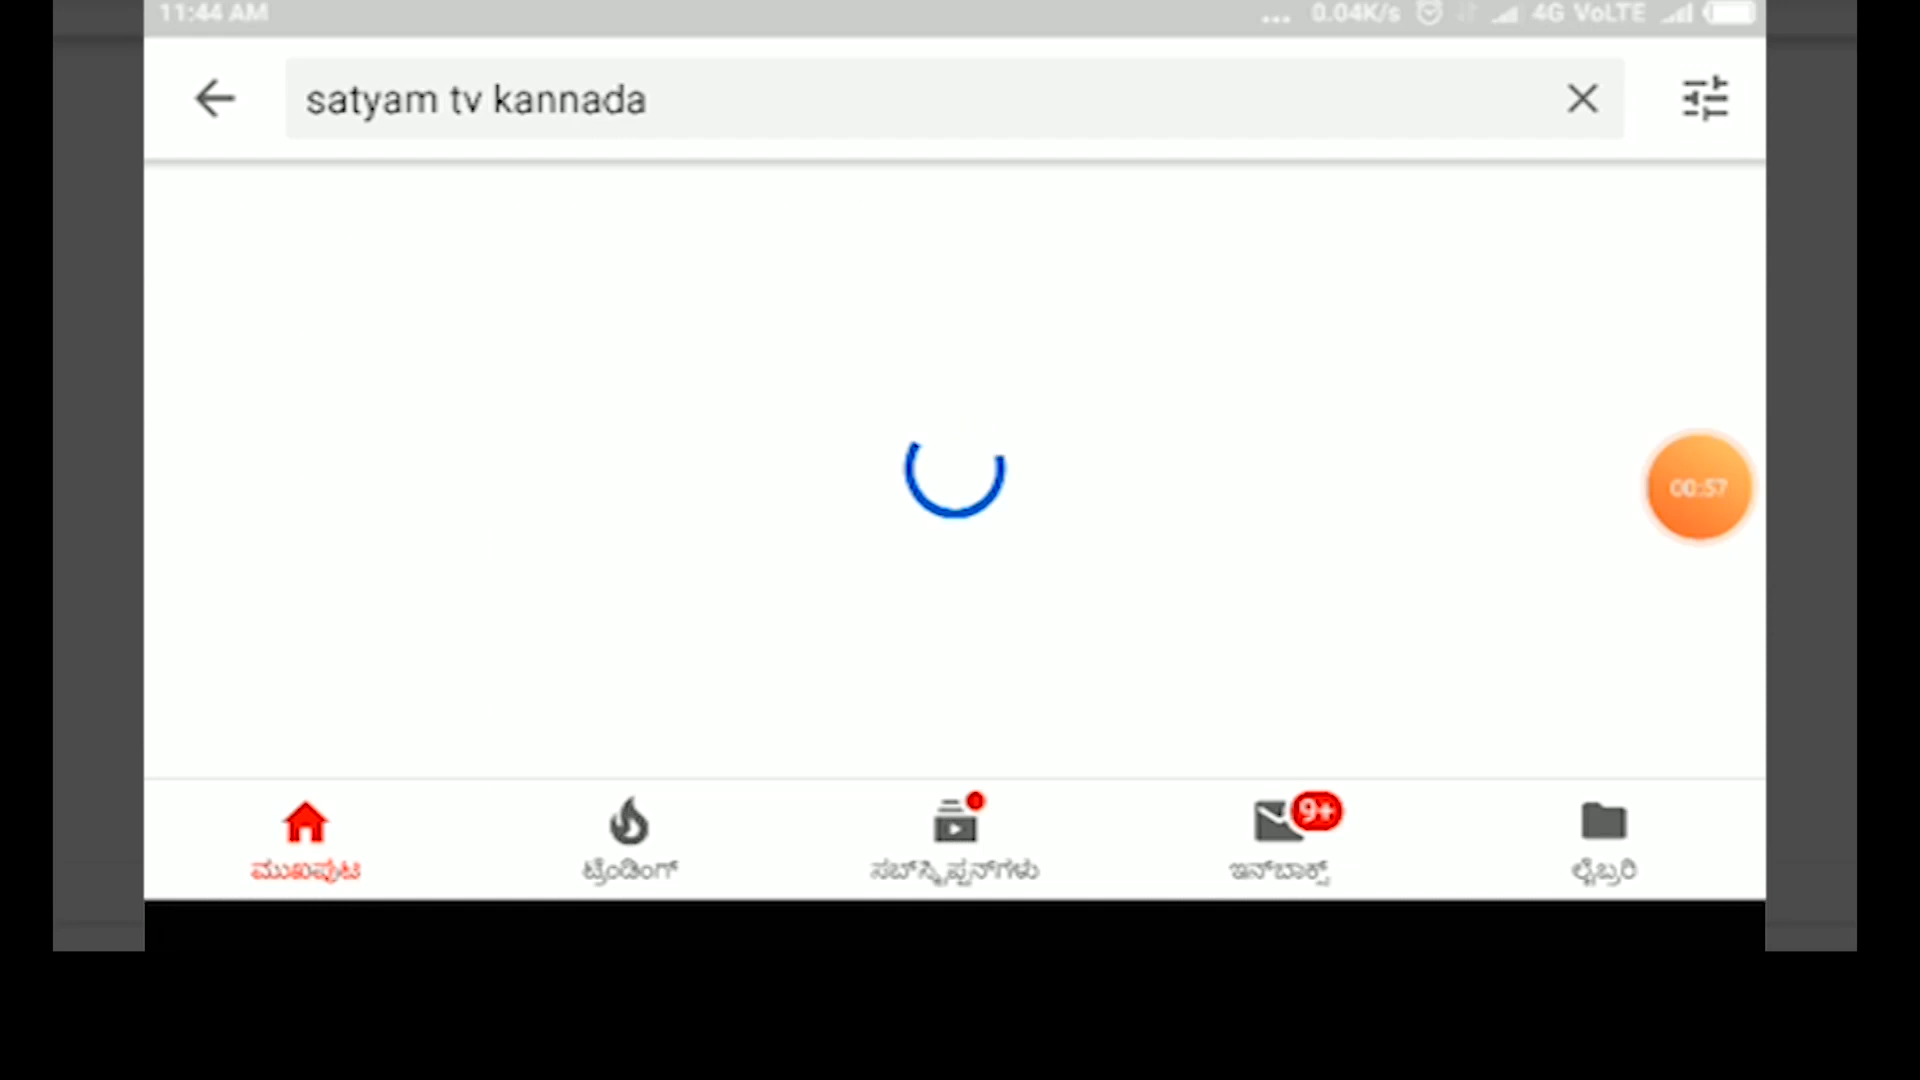 11:44 AM
... 0.04K/s 4G VoLTE
satyam tv kannada
00:57
9+
ಮುಖಪುಟ
ಟ್ರೆಂಡಿಂಗ್
ಸಬ್‌ಸ್ಕ್ರಿಪ್ಶನ್‌ಗಳು
ಇನ್‌ಬಾಕ್ಸ್
ಲೈಬ್ರರಿ